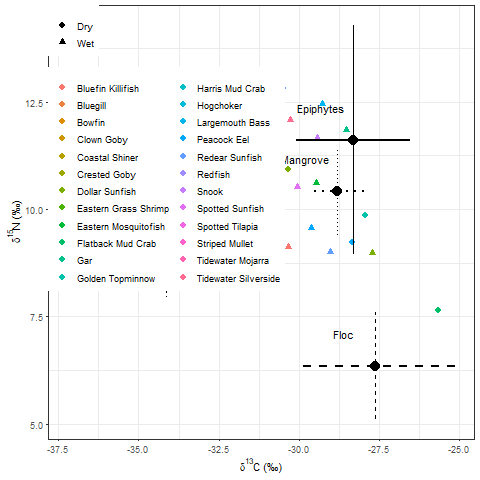 Dry
Wet
Bluefin Killifish
Bluegill
Bowfin
Clown Goby
Coastal Shiner
Crested Goby
Dollar Sunfish
Eastern Grass Shrimp
Eastern Mosquitofish
Flatback Mud Crab
Gar
Golden Topminnow
Harris Mud Crab
Hogchoker
Largemouth Bass
Peacock Eel
Redear Sunfish
Redfish
Snook
Spotted Sunfish
Spotted Tilapia
Striped Mullet
Tidewater Mojarra
Tidewater Silverside
Epiphytes
Mangrove
Floc
12.5
10.0
7.5
5.0
δ15N (‰)
-37.5 -35.0 -32.5 -30.0 -27.5 -25.0
δ13C (‰)